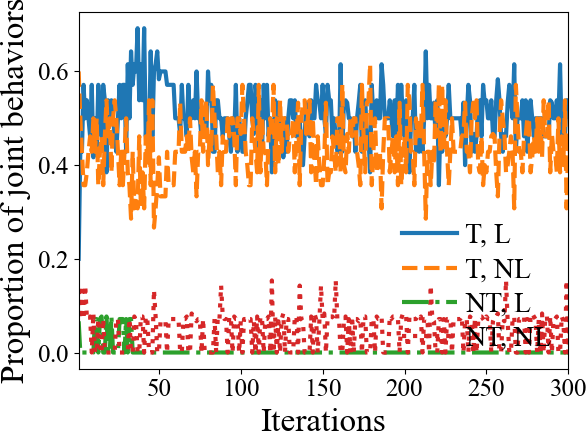 Proportion of joint behaviors
0.6
0.4
0.2
0.0
T, L
T, NL
NT, L
NT, NL
50
100
150
200
250
300
Iterations